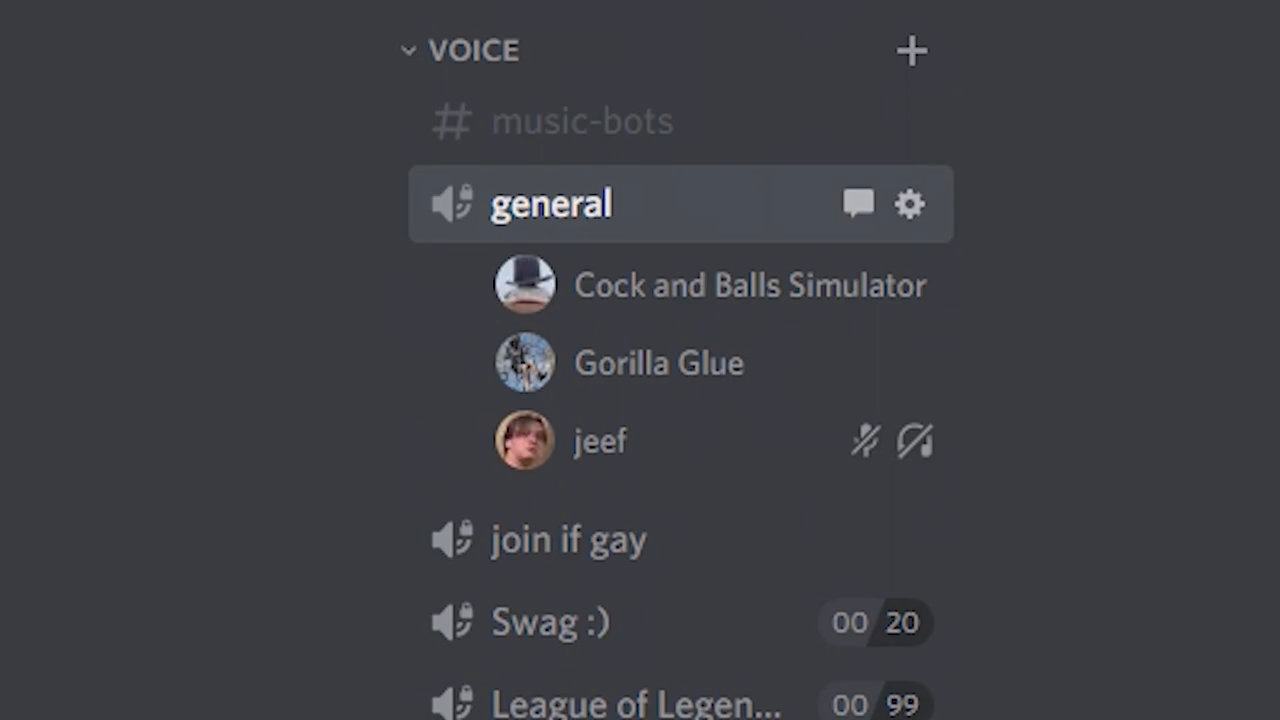 VOICE
music-bots
general
Cock and Balls Simulator
Gorilla Glue
jeef
join if gay
Swag :) 00 20
League of Legen... 00 99